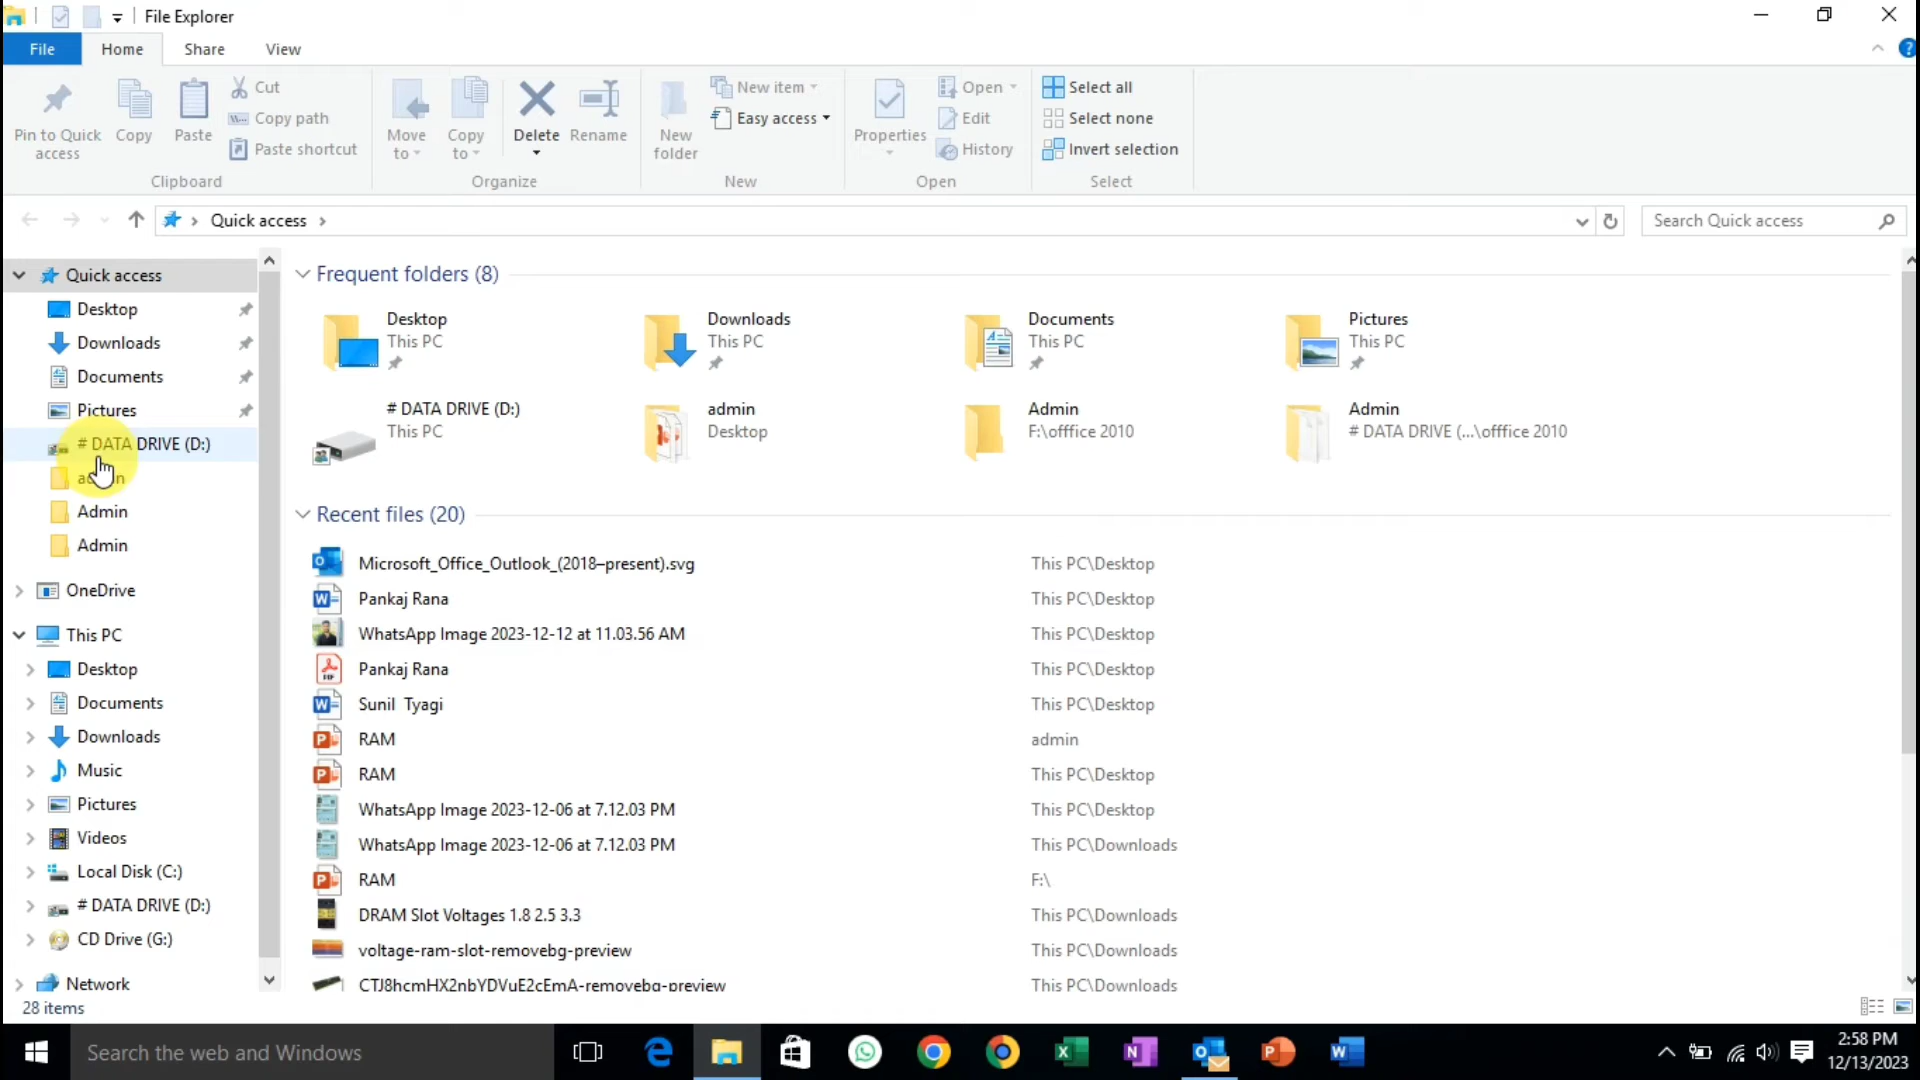 File Explorer
File Home Share View
Pin to Quick access
Copy
Paste
Cut
Copy path
Paste shortcut
Clipboard
Move to
Copy to
Delete
Rename
Organize
New folder
New item
Easy access
New
Properties
Open
Edit
History
Open
Select all
Select none
Invert selection
Select
Quick access
Search Quick access
Quick access
Desktop
Downloads
Documents
Pictures
# DATA DRIVE (D:)
admin
Admin
Admin
OneDrive
This PC
Desktop
Documents
Downloads
Music
Pictures
Videos
Local Disk (C:)
# DATA DRIVE (D:)
CD Drive (G:)
Network
28 items
Frequent folders (8)
Desktop
This PC
Downloads
This PC
Documents
This PC
Pictures
This PC
# DATA DRIVE (D:)
This PC
admin
Desktop
Admin
F:\offfice 2010
Admin
# DATA DRIVE (...\offfice 2010
Recent files (20)
Microsoft_Office_Outlook_(2018–present).svg This PC\Desktop
Pankaj Rana This PC\Desktop
WhatsApp Image 2023-12-12 at 11.03.56 AM This PC\Desktop
Pankaj Rana This PC\Desktop
Sunil  Tyagi This PC\Desktop
RAM admin
RAM This PC\Desktop
WhatsApp Image 2023-12-06 at 7.12.03 PM This PC\Desktop
WhatsApp Image 2023-12-06 at 7.12.03 PM This PC\Downloads
RAM F:\
DRAM Slot Voltages 1.8 2.5 3.3 This PC\Downloads
voltage-ram-slot-removebg-preview This PC\Downloads
CTJ8hcmHX2nbYDVuE2cEmA-removebg-preview This PC\Downloads
Search the web and Windows
2:58 PM
12/13/2023